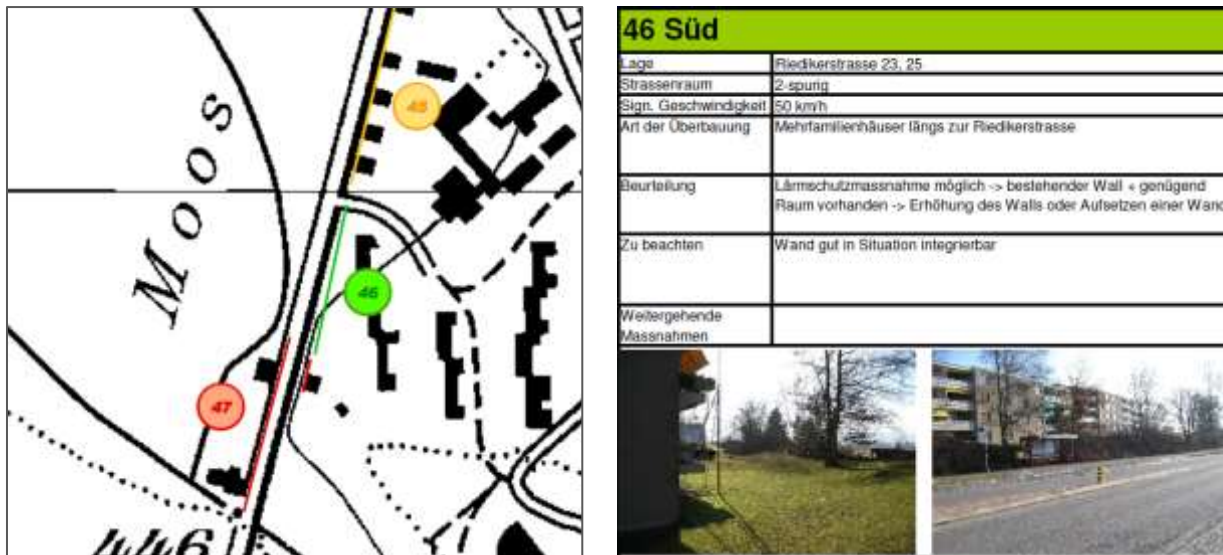 Moos
45
46
47
446
46 Süd
Lage Riedikerstrasse 23, 25
Strassenraum 2-spurig
Sign. Geschwindigkeit 50 km/h
Art der Überbauung Mehrfamilienhäuser längs zur Riedikerstrasse
Beurteilung Lärmschutzmassnahme möglich -> bestehender Wall + genügend
Raum vorhanden -> Erhöhung des Walls oder Aufsetzen einer Wand
Zu beachten Wand gut in Situation integrierbar
Weitergehende
Massnahmen